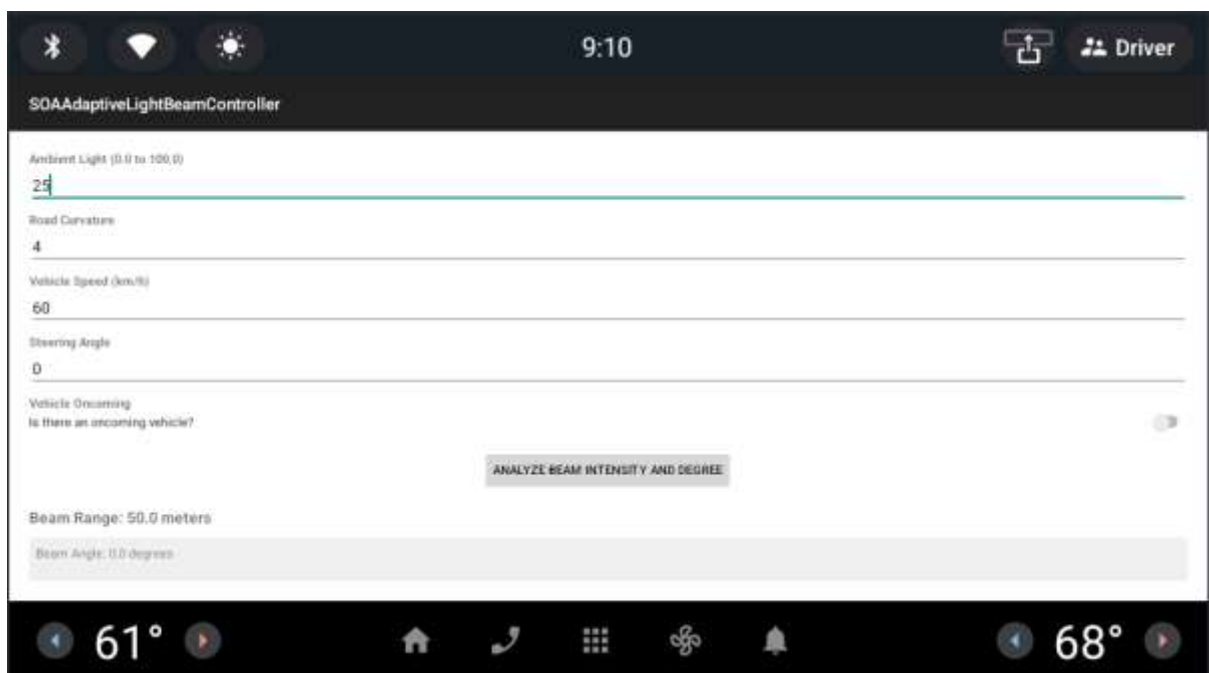 9:10
Driver
SOAAdaptiveLightBeamController
Ambient Light (0.0 to 100.0)
25
Road Curvature
4
Vehicle Speed (km/h)
60
Steering Angle
0
Vehicle Oncoming
Is there an oncoming vehicle?
ANALYZE BEAM INTENSITY AND DEGREE
Beam Range: 50.0 meters
Beam Angle: 0.0 degrees
61° 68°